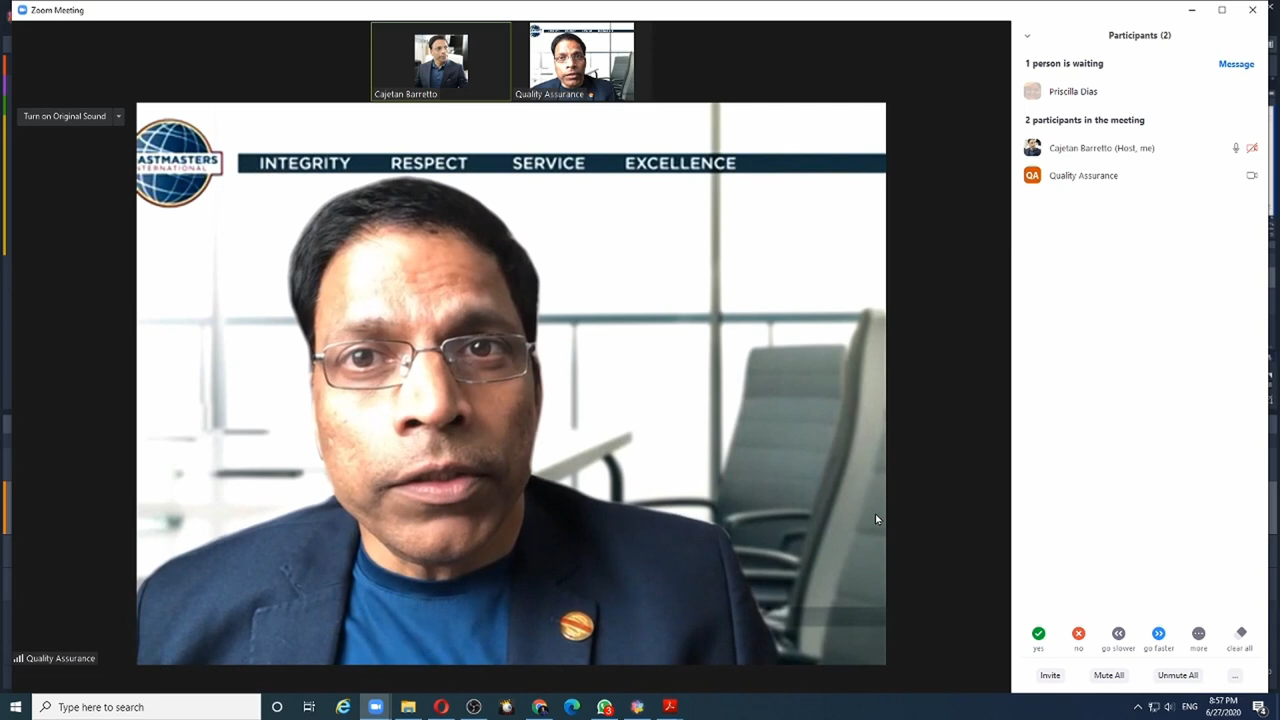 Zoom Meeting
Cajetan Barretto
Quality Assurance
Participants (2)
1 person is waiting
Message
Priscilla Dias
2 participants in the meeting
Cajetan Barretto (Host, me)
QA Quality Assurance
Turn on Original Sound
ASTMASTERS
INTERNATIONAL
INTEGRITY RESPECT SERVICE EXCELLENCE
Quality Assurance
yes no go slower go faster more clear all
Invite Mute All Unmute All ...
Type here to search
3
ENG
8:57 PM
6/27/2020
4